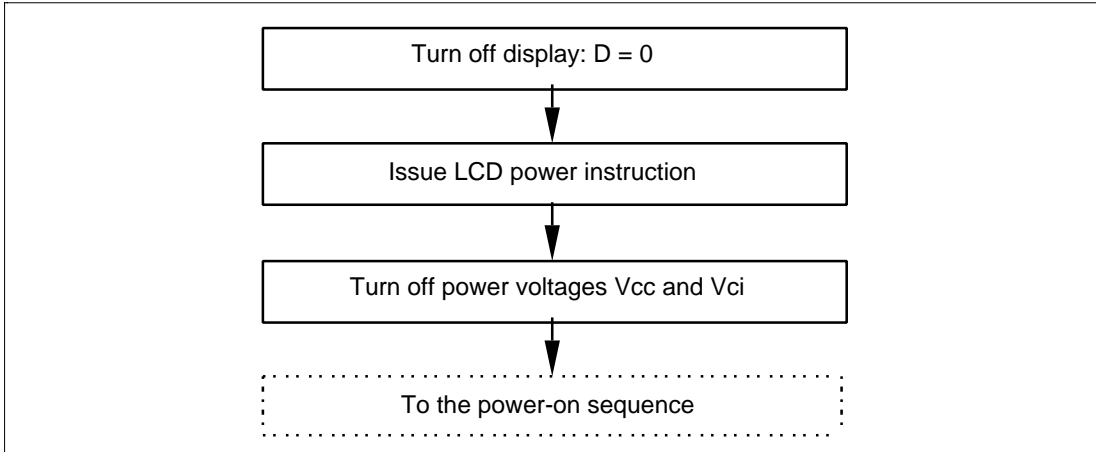 Turn off display: D = 0
Issue LCD power instruction
Turn off power voltages Vcc and Vci
To the power-on sequence